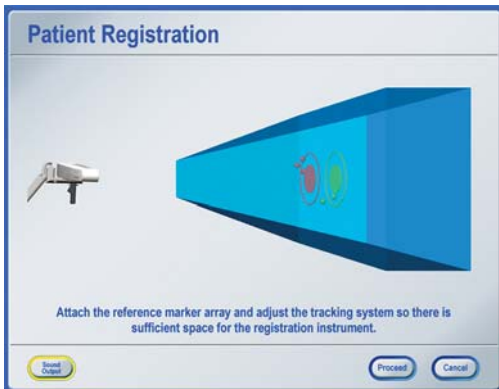 Patient Registration
Attach the reference marker array and adjust the tracking system so there is
sufficient space for the registration instrument.
Sound
Output
Proceed
Cancel